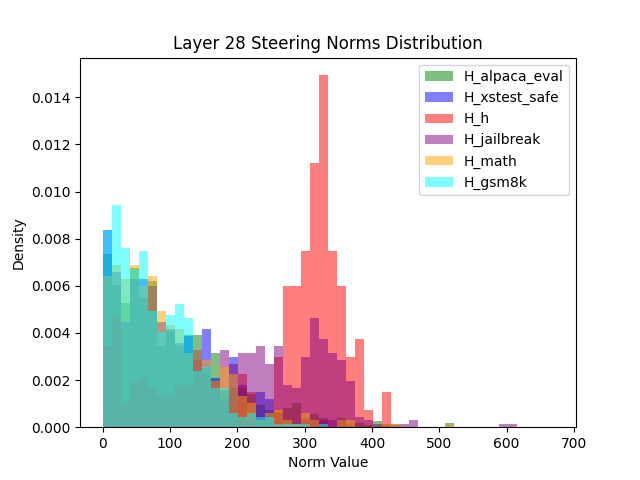 Layer 28 Steering Norms Distribution
H_alpaca_eval
H_xstest_safe
H_h
H_jailbreak
H_math
H_gsm8k
Density
0.014
0.012
0.010
0.008
0.006
0.004
0.002
0.000
0 100 200 300 400 500 600 700
Norm Value